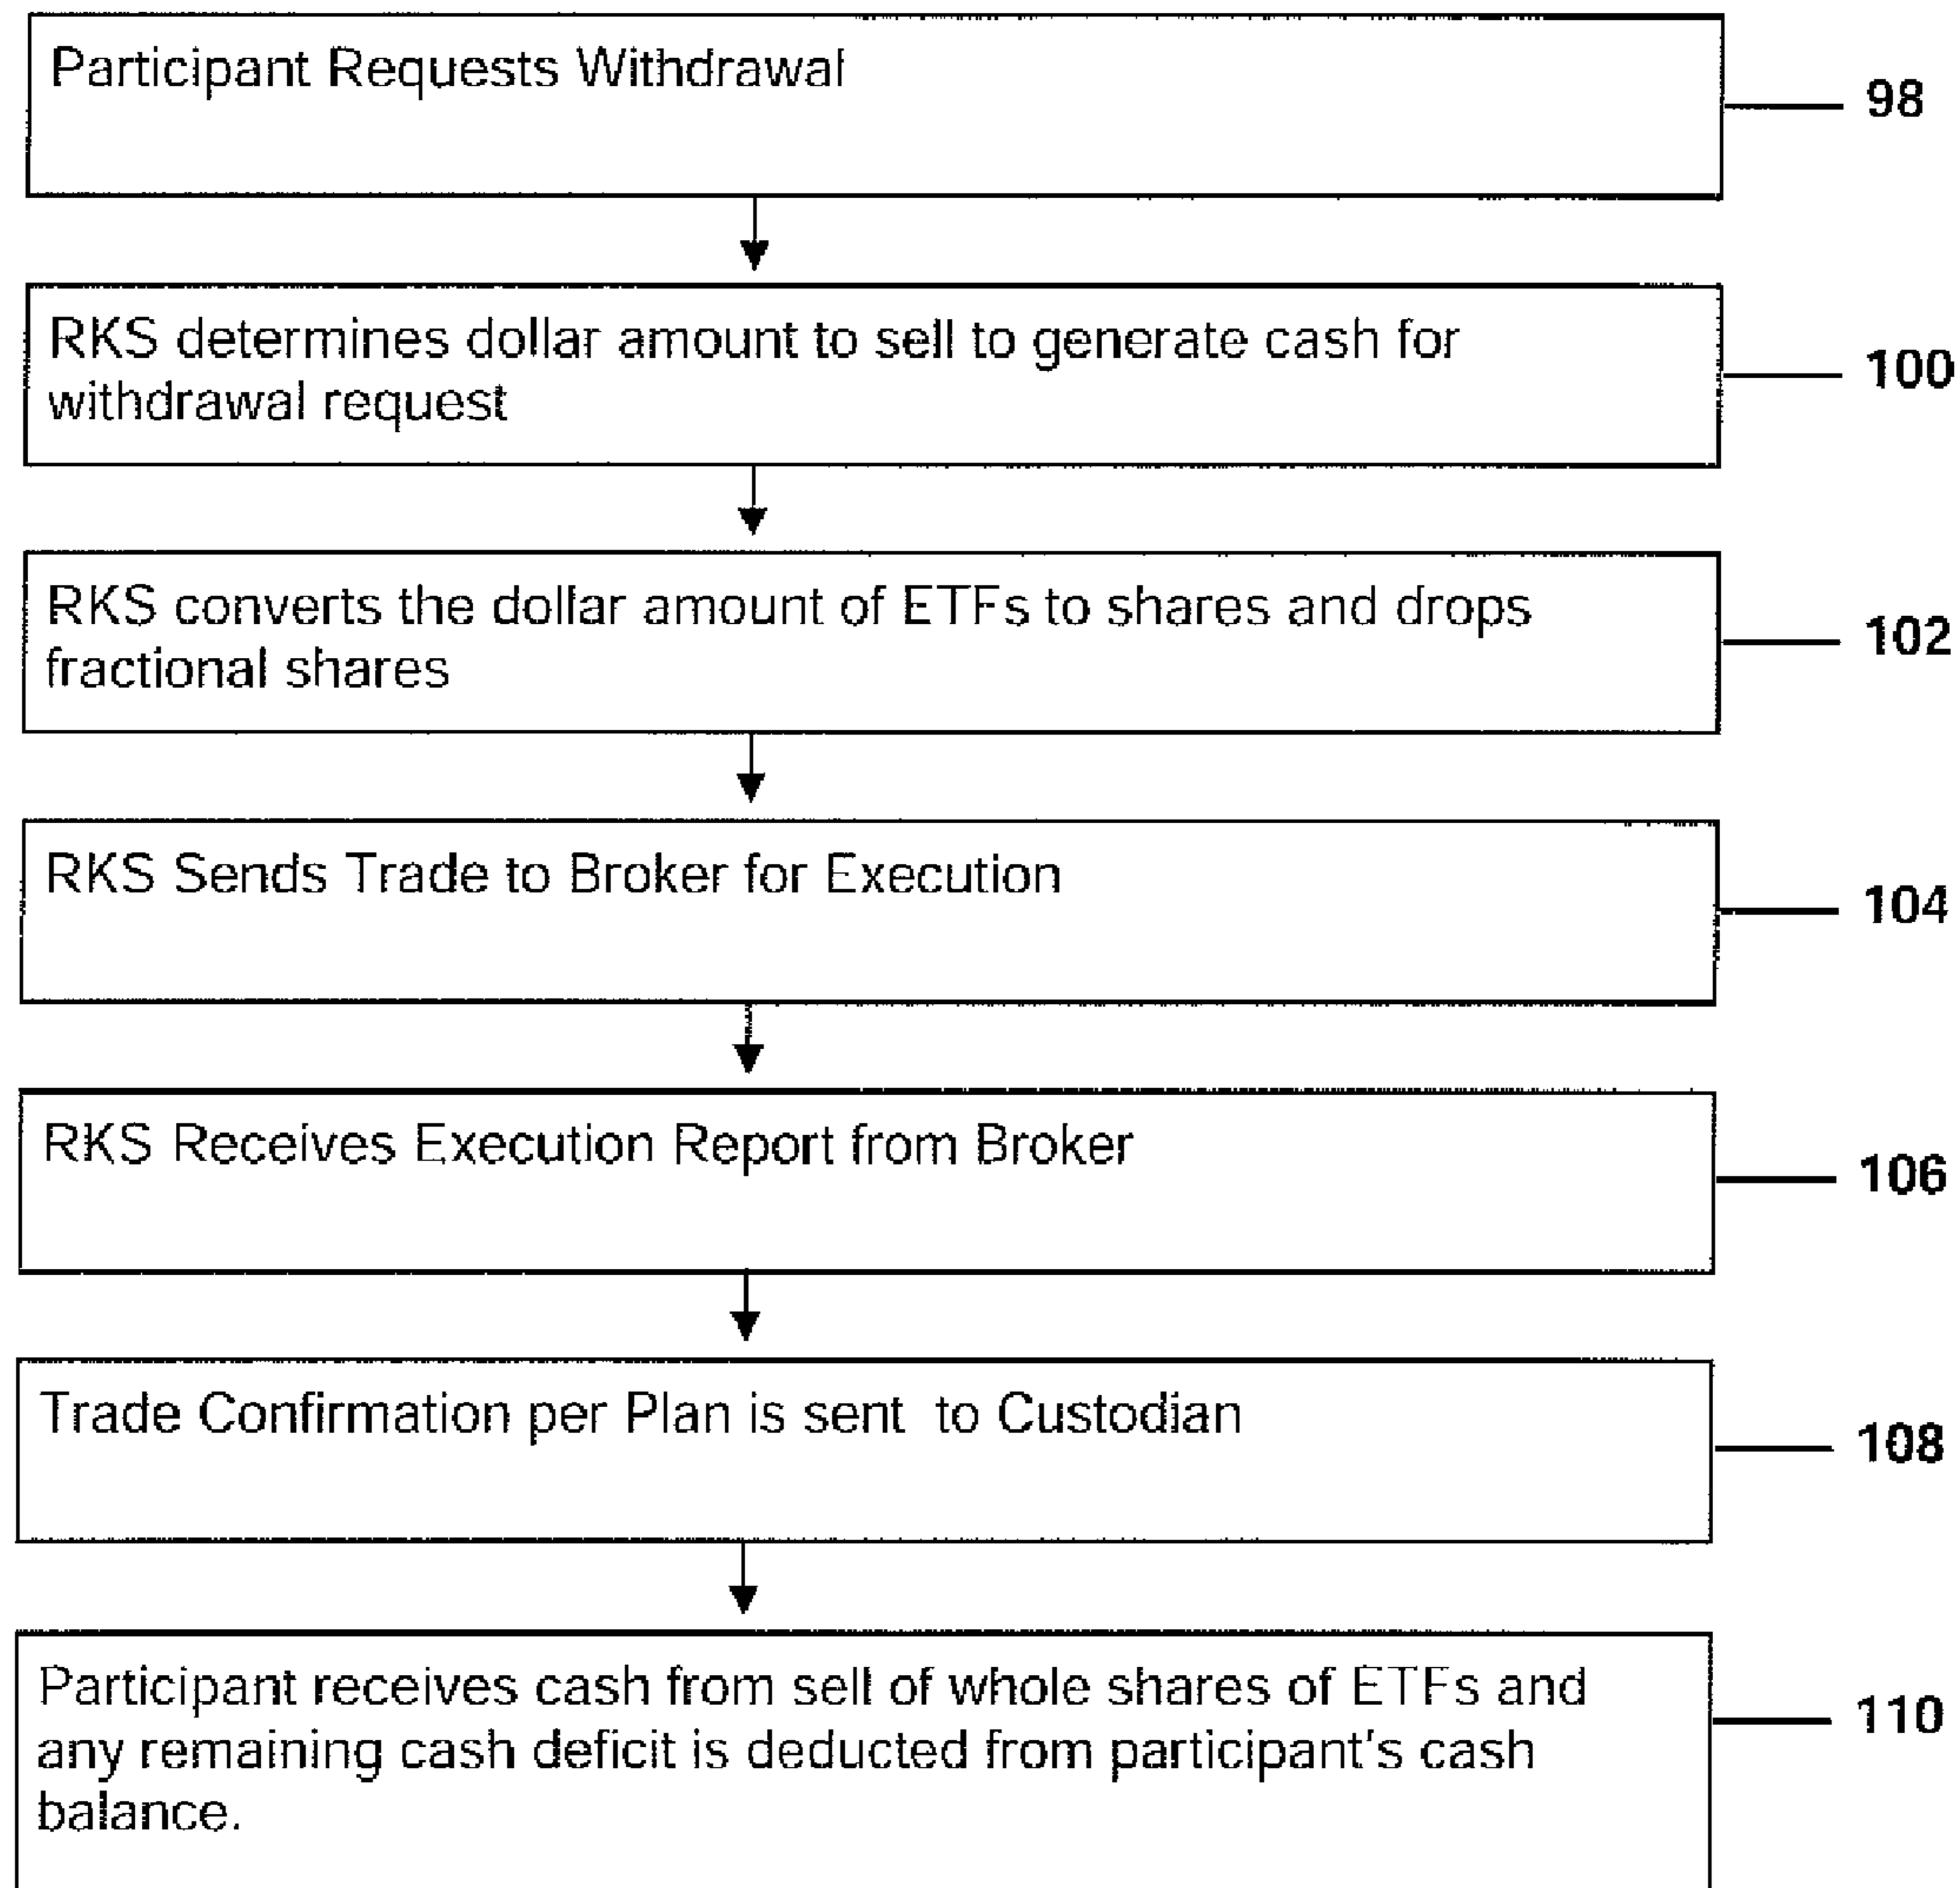 Participant Requests Withdrawal
98
RKS determines dollar amount to sell to generate cash for
withdrawal request
100
RKS converts the dollar amount of ETFs to shares and drops
fractional shares
102
RKS Sends Trade to Broker for Execution
104
RKS Receives Execution Report from Broker
106
Trade Confirmation per Plan is sent to Custodian
108
Participant receives cash from sell of whole shares of ETFs and
any remaining cash deficit is deducted from participant's cash
balance.
110